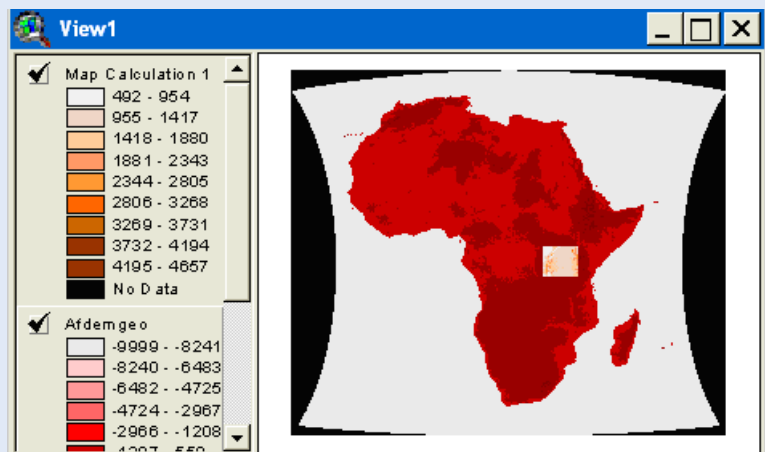 View1
Map Calculation 1
492 - 954
955 - 1417
1418 - 1880
1881 - 2343
2344 - 2805
2806 - 3268
3269 - 3731
3732 - 4194
4195 - 4657
No Data
Afdemgeo
-9999 - -8241
-8240 - -6483
-6482 - -4725
-4724 - -2967
-2966 - -1208